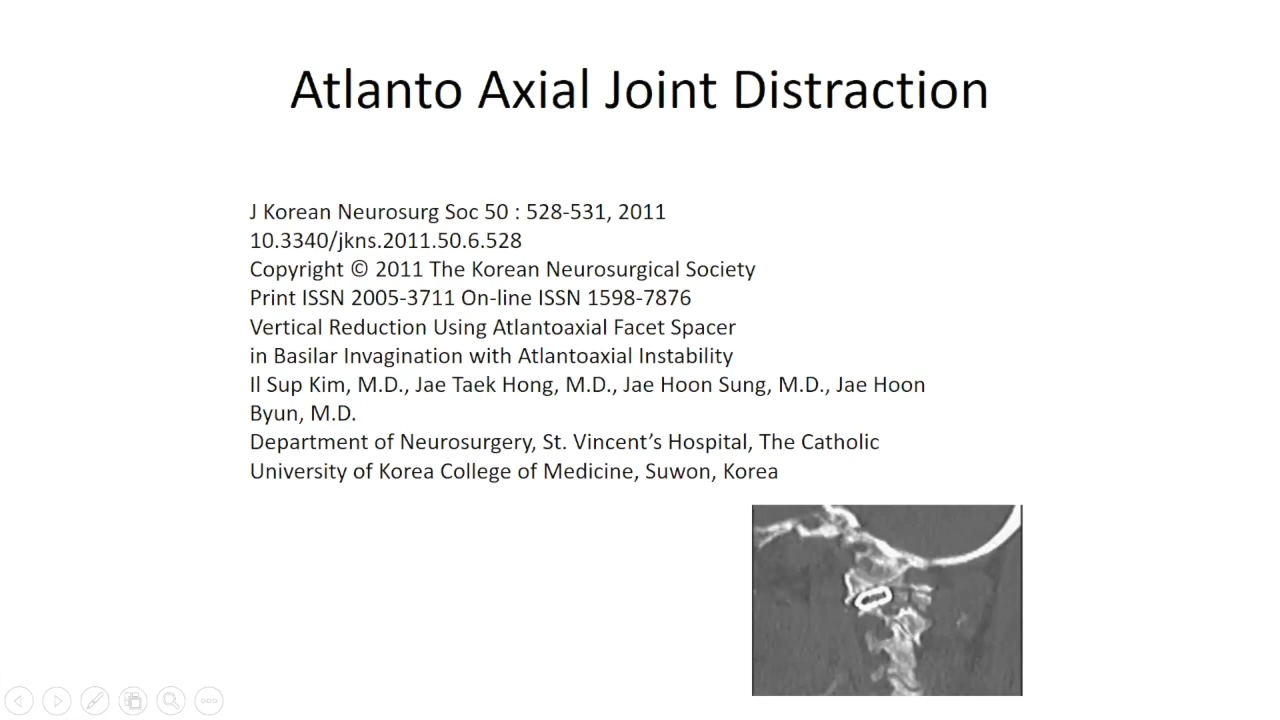 Atlanto Axial Joint Distraction
J Korean Neurosurg Soc 50 : 528-531, 2011
10.3340/jkns.2011.50.6.528
Copyright © 2011 The Korean Neurosurgical Society
Print ISSN 2005-3711 On-line ISSN 1598-7876
Vertical Reduction Using Atlantoaxial Facet Spacer
in Basilar Invagination with Atlantoaxial Instability
Il Sup Kim, M.D., Jae Taek Hong, M.D., Jae Hoon Sung, M.D., Jae Hoon
Byun, M.D.
Department of Neurosurgery, St. Vincent’s Hospital, The Catholic
University of Korea College of Medicine, Suwon, Korea